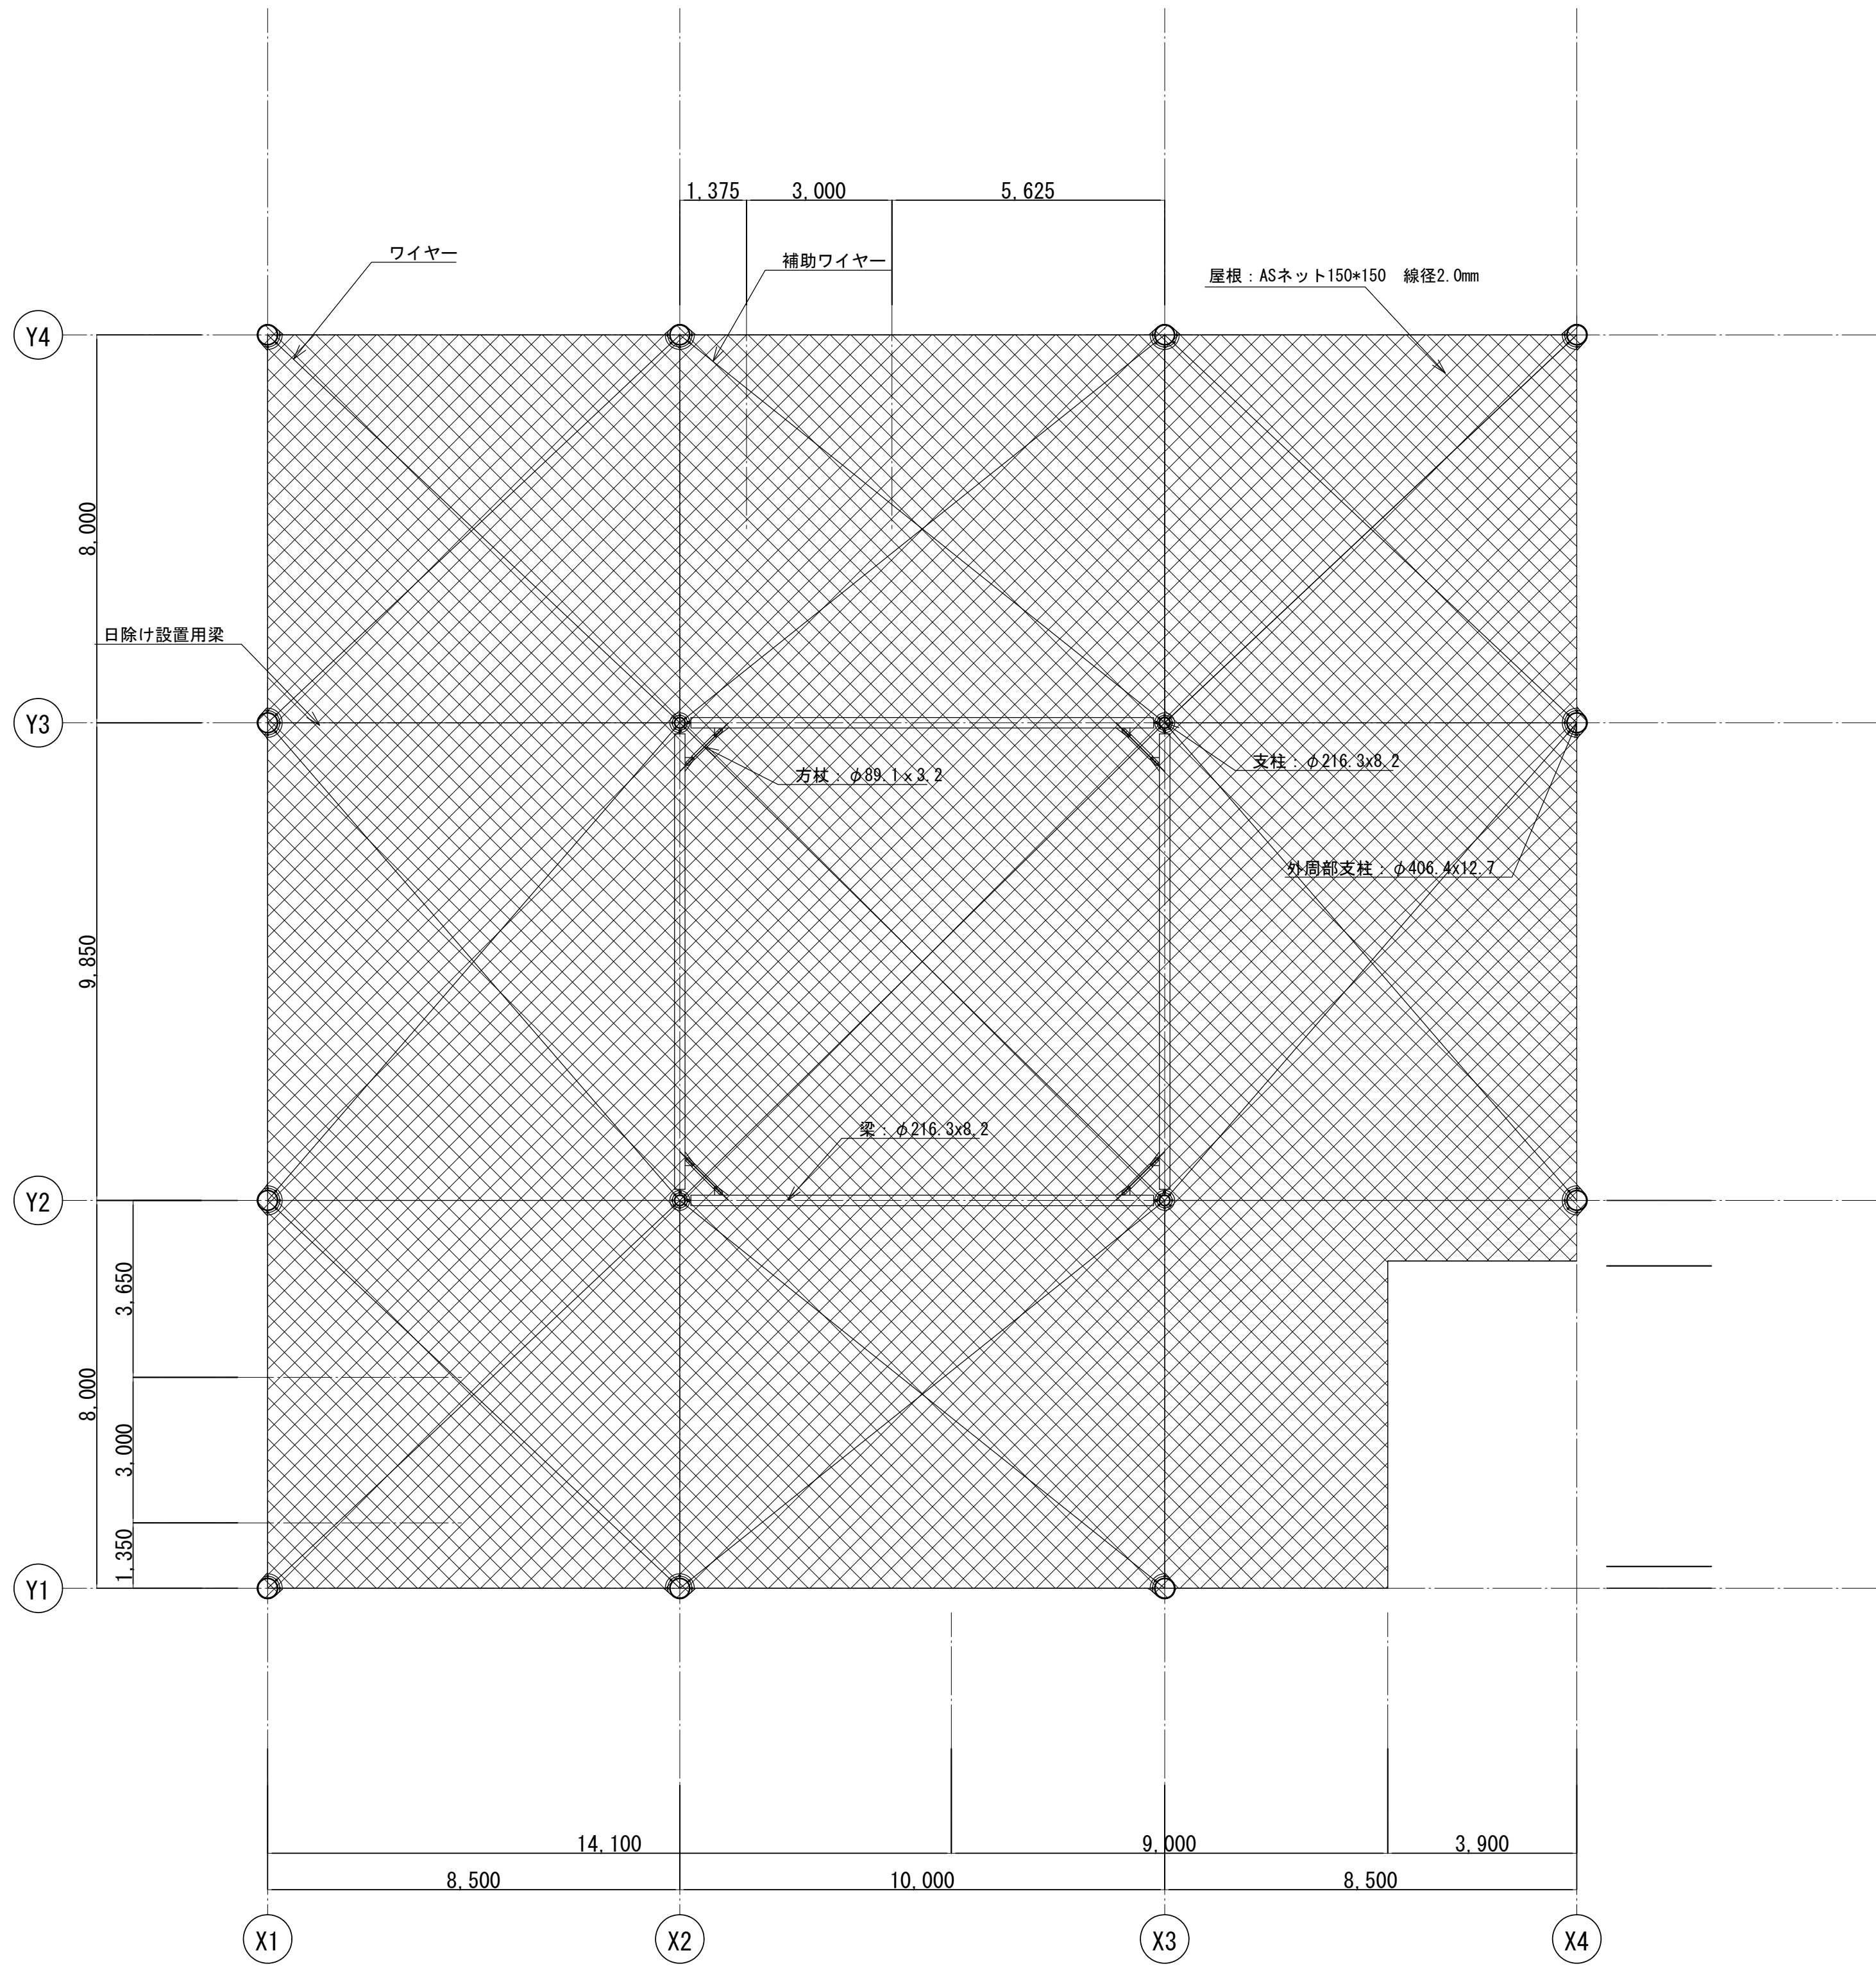 1,375
3,000
5,625
ワイヤー
補助ワイヤー
屋根：ASネット150*150　線径2.0mm
Y4
8,000
日除け設置用梁
Y3
方杖：φ89.1×3.2
支柱：φ216.3x8.2
外周部支柱：φ406.4x12.7
9,850
梁：φ216.3x8.2
Y2
3,650
8,000
3,000
1,350
Y1
14,100
9,000
3,900
8,500
10,000
8,500
X1
X2
X3
X4